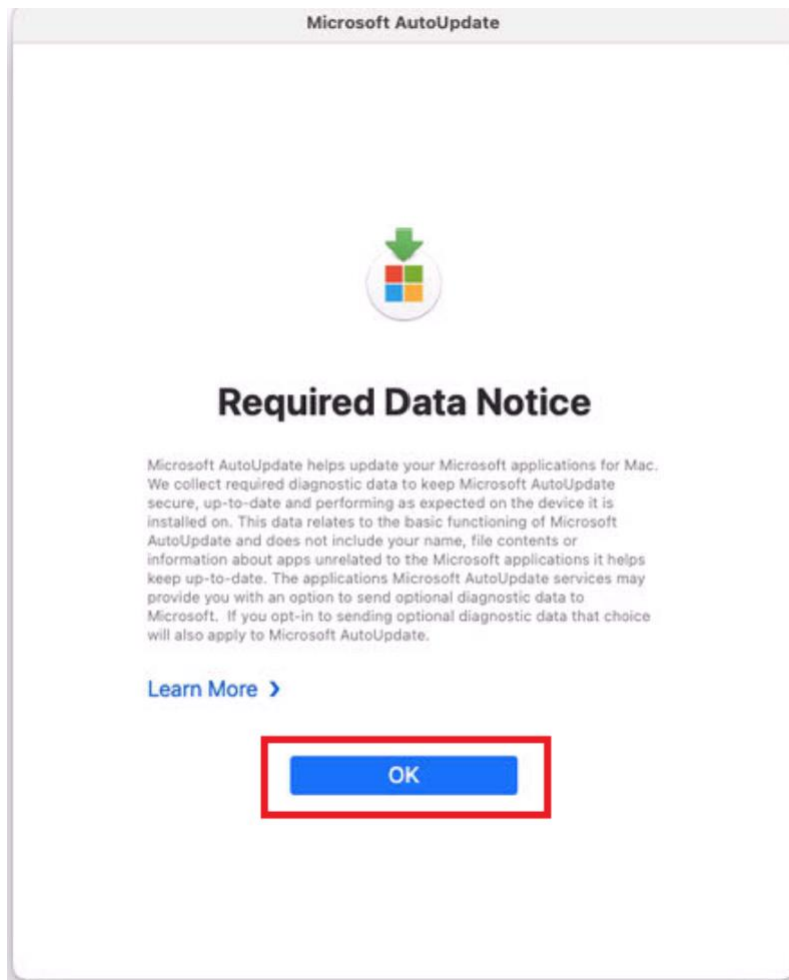 Microsoft AutoUpdate
Required Data Notice
Microsoft AutoUpdate helps update your Microsoft applications for Mac.
We collect required diagnostic data to keep Microsoft AutoUpdate
secure, up-to-date and performing as expected on the device it is
installed on. This data relates to the basic functioning of Microsoft
AutoUpdate and does not include your name, file contents or
information about apps unrelated to the Microsoft applications it helps
keep up-to-date. The applications Microsoft AutoUpdate services may
provide you with an option to send optional diagnostic data to
Microsoft.  If you opt-in to sending optional diagnostic data that choice
will also apply to Microsoft AutoUpdate.
Learn More ❯
OK